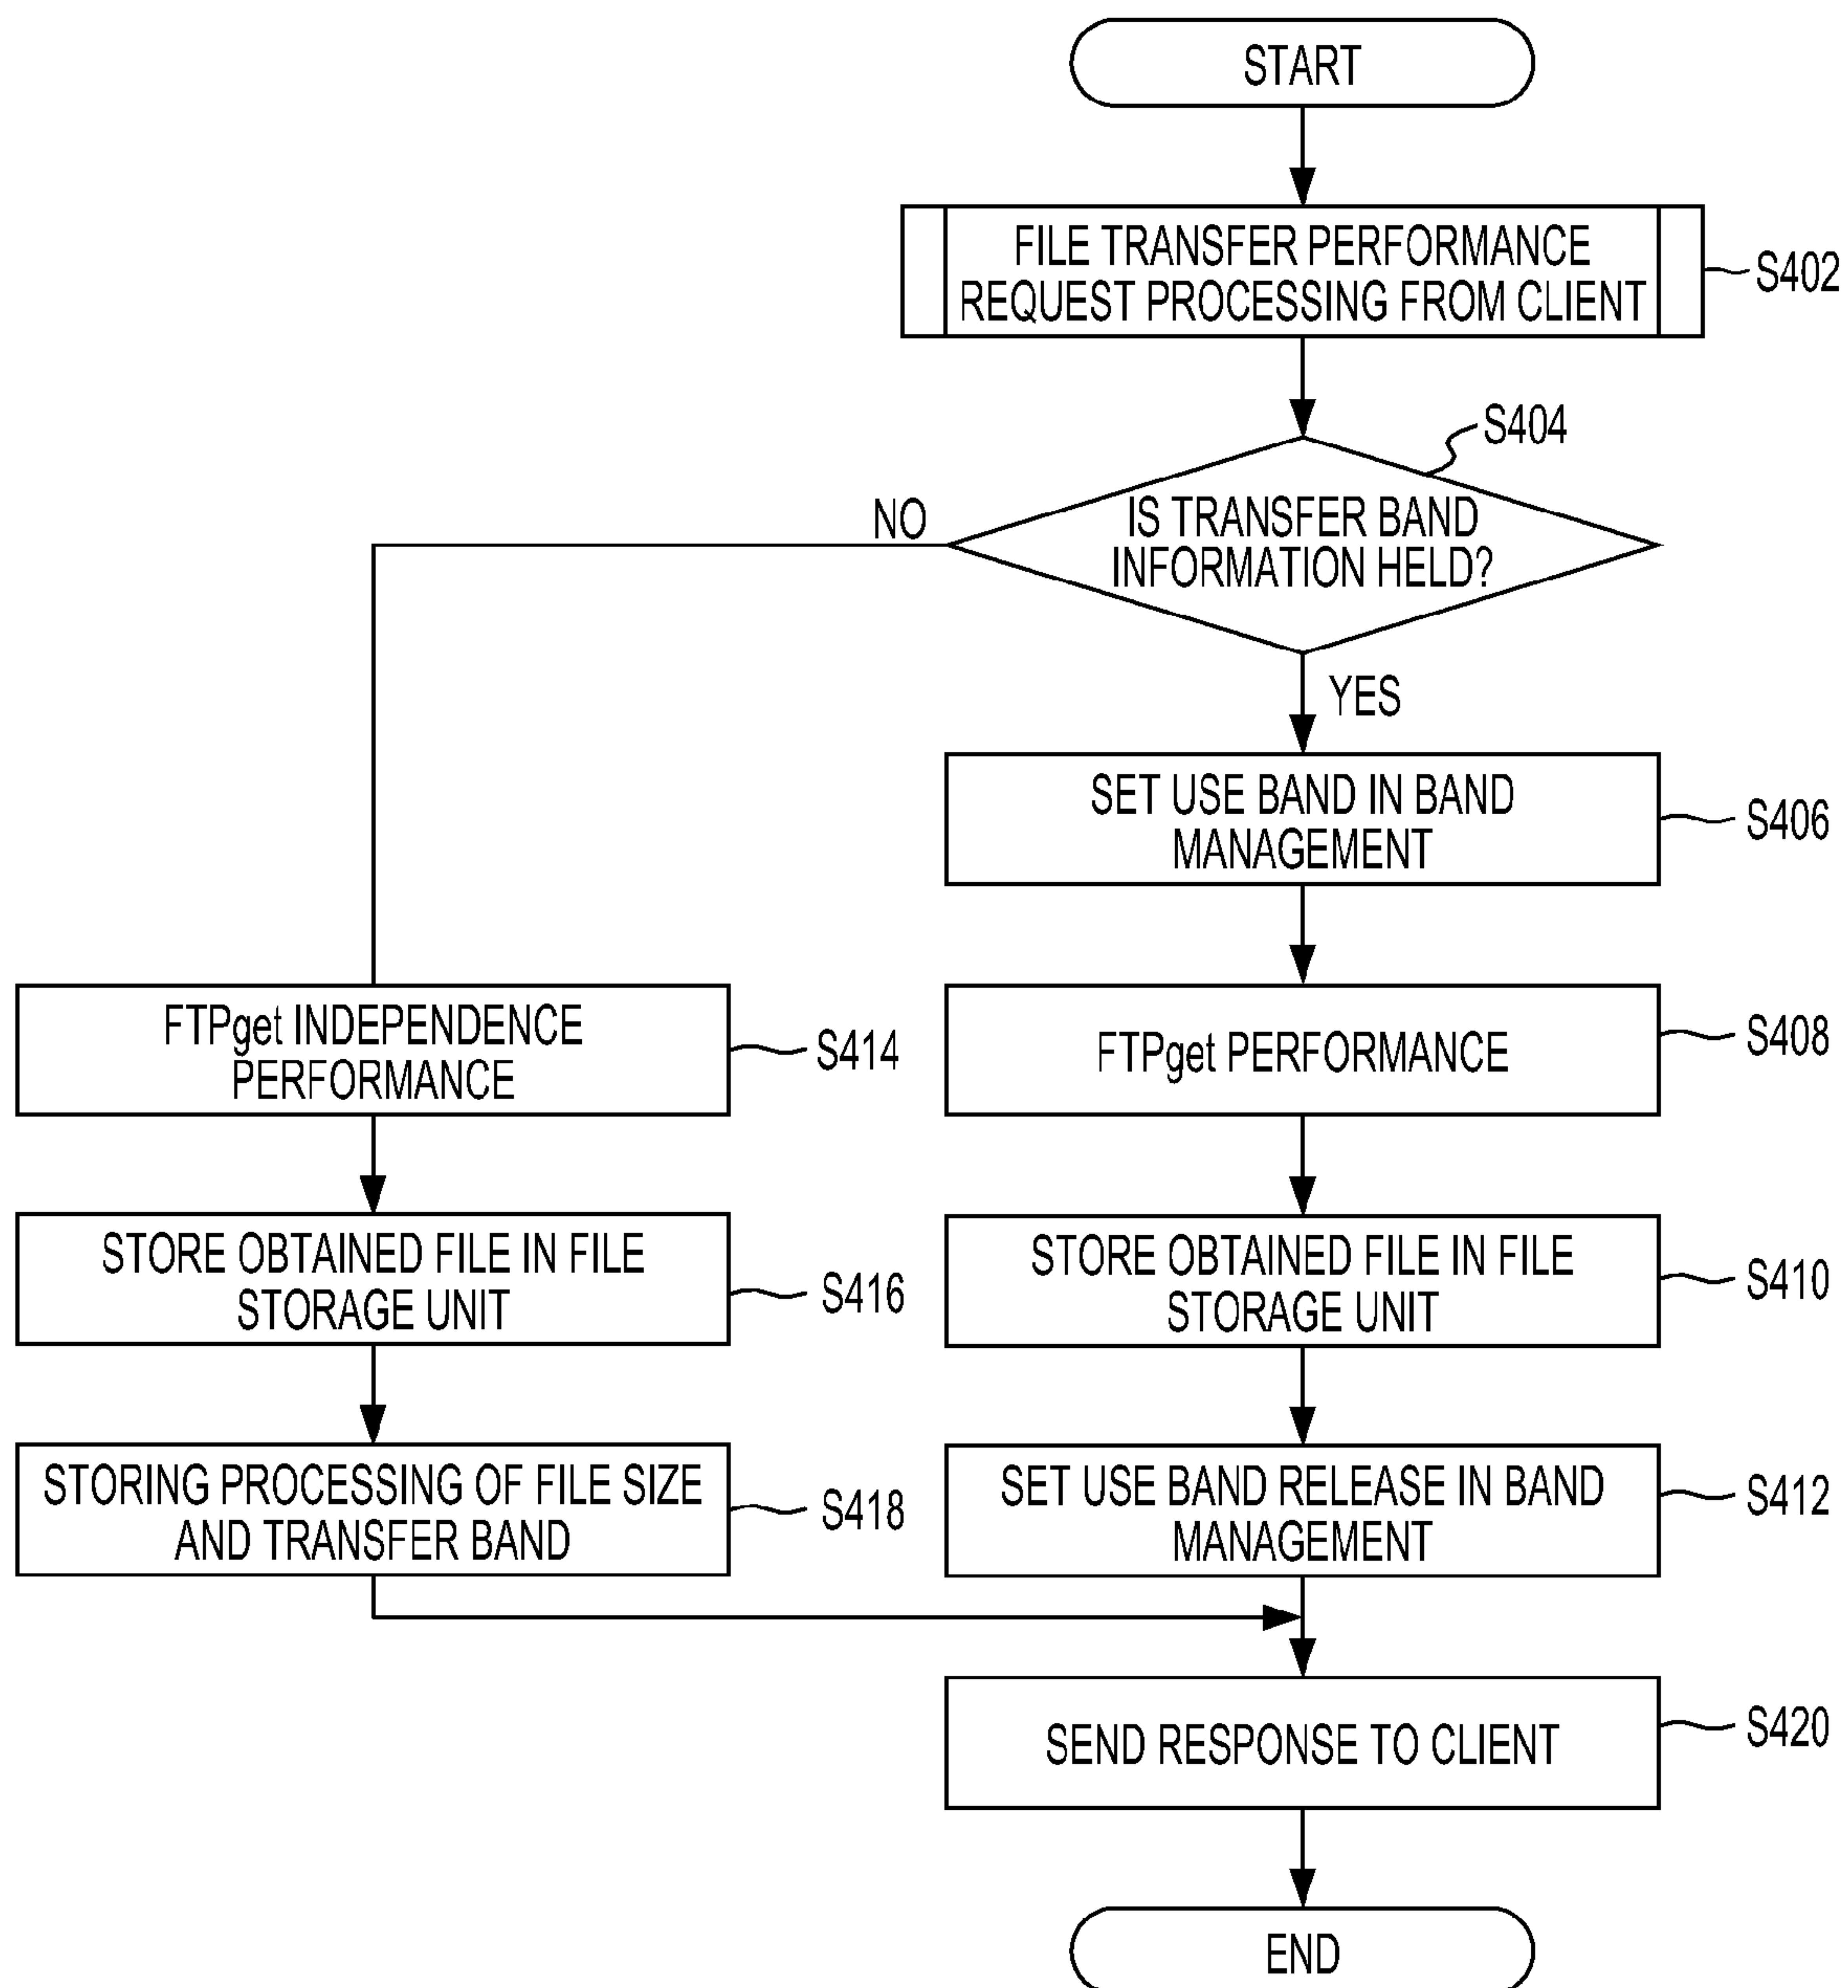 START
FILE TRANSFER PERFORMANCE
REQUEST PROCESSING FROM CLIENT
S402
S404
IS TRANSFER BAND
INFORMATION HELD?
NO
YES
SET USE BAND IN BAND
MANAGEMENT
S406
FTPget INDEPENDENCE
PERFORMANCE
S414
FTPget PERFORMANCE
S408
STORE OBTAINED FILE IN FILE
STORAGE UNIT
S416
STORE OBTAINED FILE IN FILE
STORAGE UNIT
S410
STORING PROCESSING OF FILE SIZE
AND TRANSFER BAND
S418
SET USE BAND RELEASE IN BAND
MANAGEMENT
S412
SEND RESPONSE TO CLIENT
S420
END